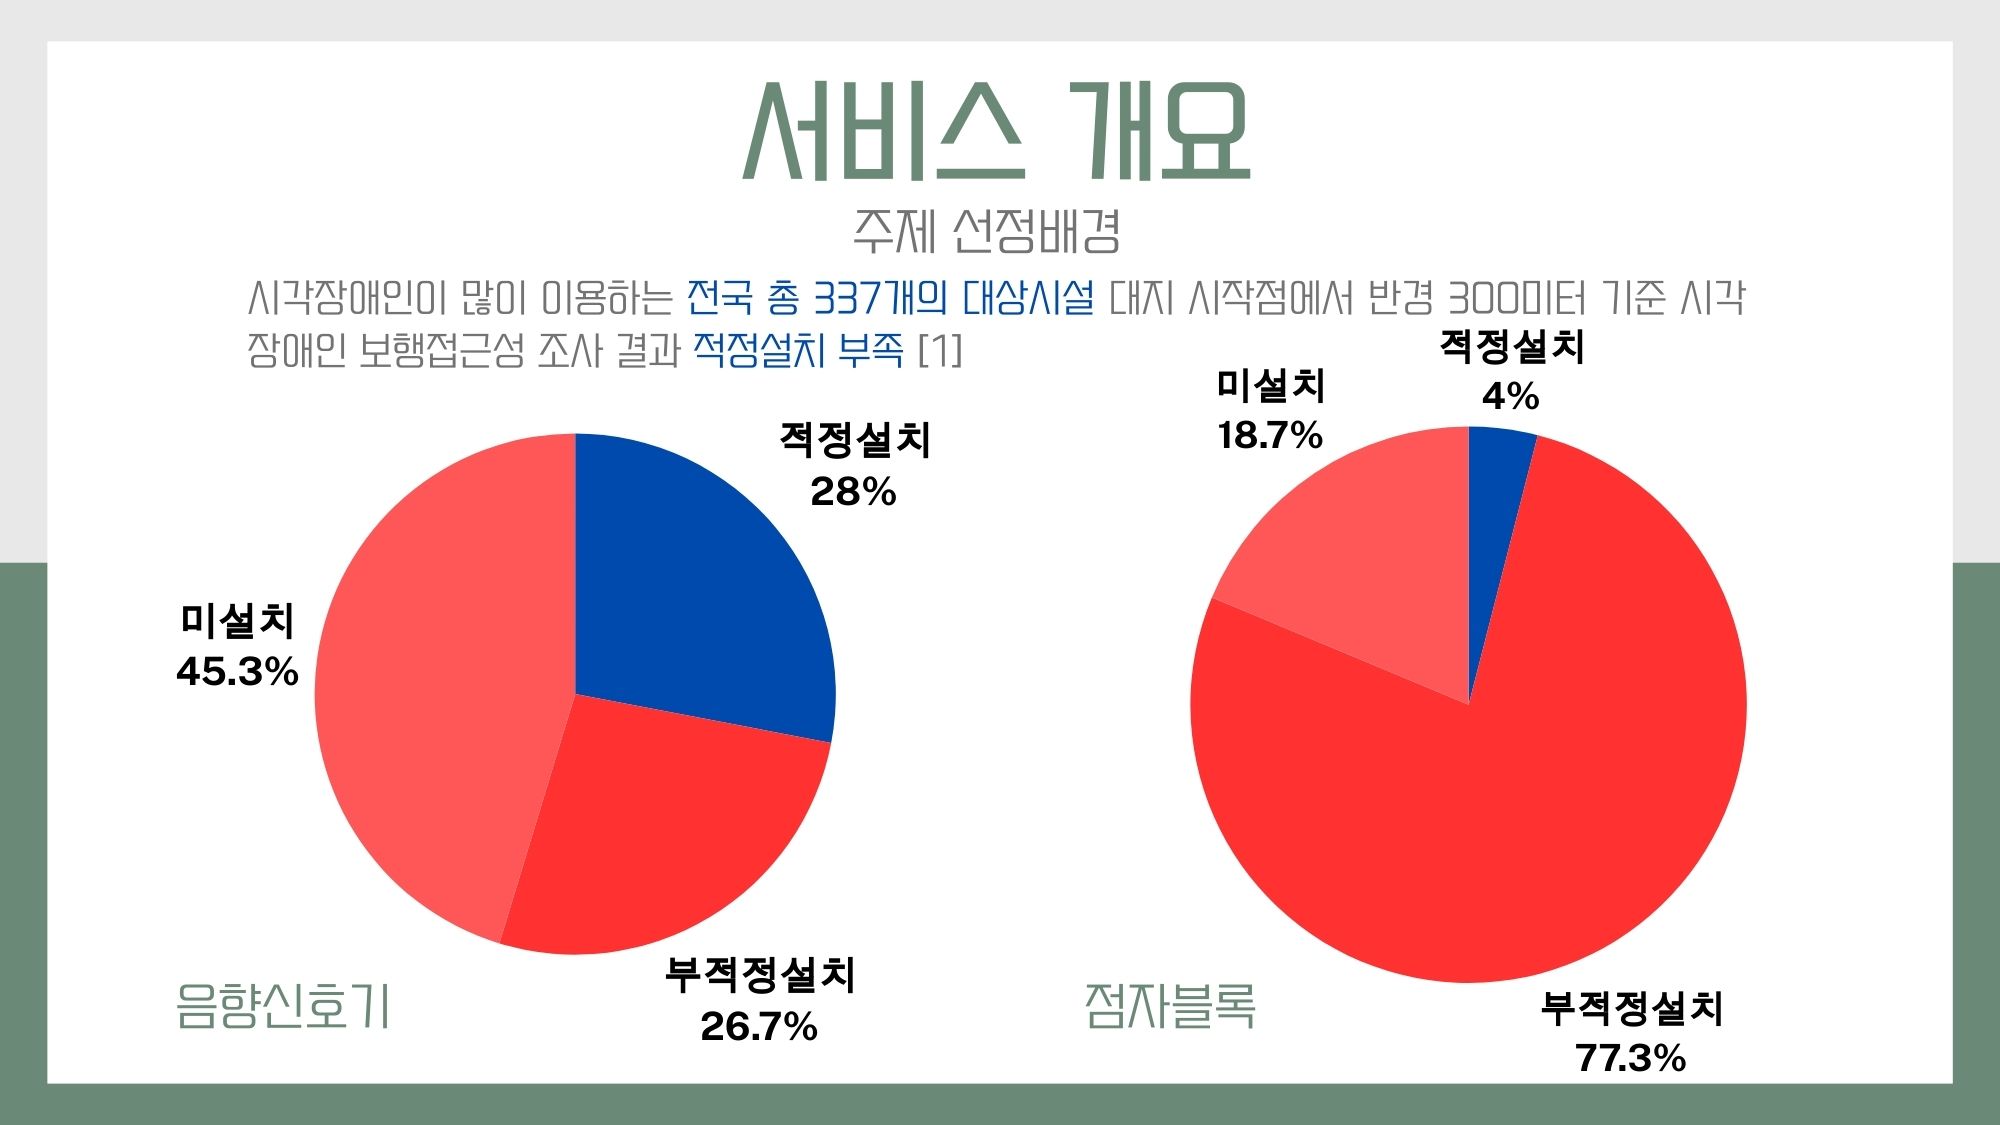 서비스 개요
주제 선정배경
시각장애인이 많이 이용하는 전국 총 337개의 대상시설 대지 시작점에서 반경 300미터 기준 시각
장애인 보행접근성 조사 결과 적정설치 부족 [1]
적정설치
28%
미설치
45.3%
부적정설치
26.7%
음향신호기
적정설치
4%
미설치
18.7%
부적정설치
77.3%
점자블록